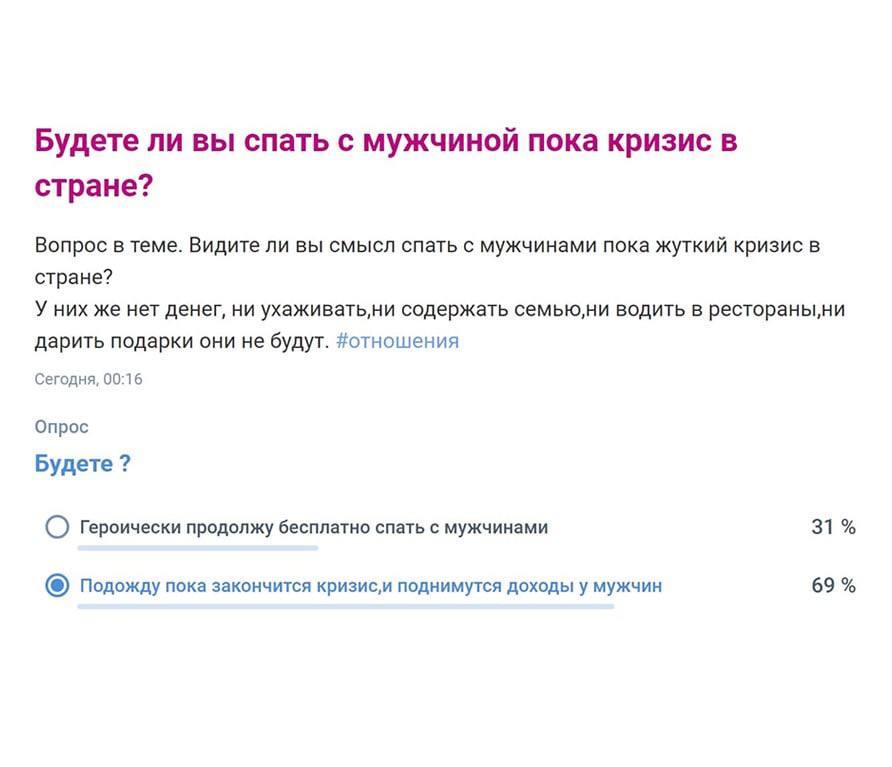 Будете ли вы спать с мужчиной пока кризис в
стране?
Вопрос в теме. Видите ли вы смысл спать с мужчинами пока жуткий кризис в
стране?
У них же нет денег, ни ухаживать,ни содержать семью,ни водить в рестораны,ни
дарить подарки они не будут. #отношения
Сегодня, 00:16
Опрос
Будете ?
Героически продолжу бесплатно спать с мужчинами 31 %
Подожду пока закончится кризис,и поднимутся доходы у мужчин 69 %